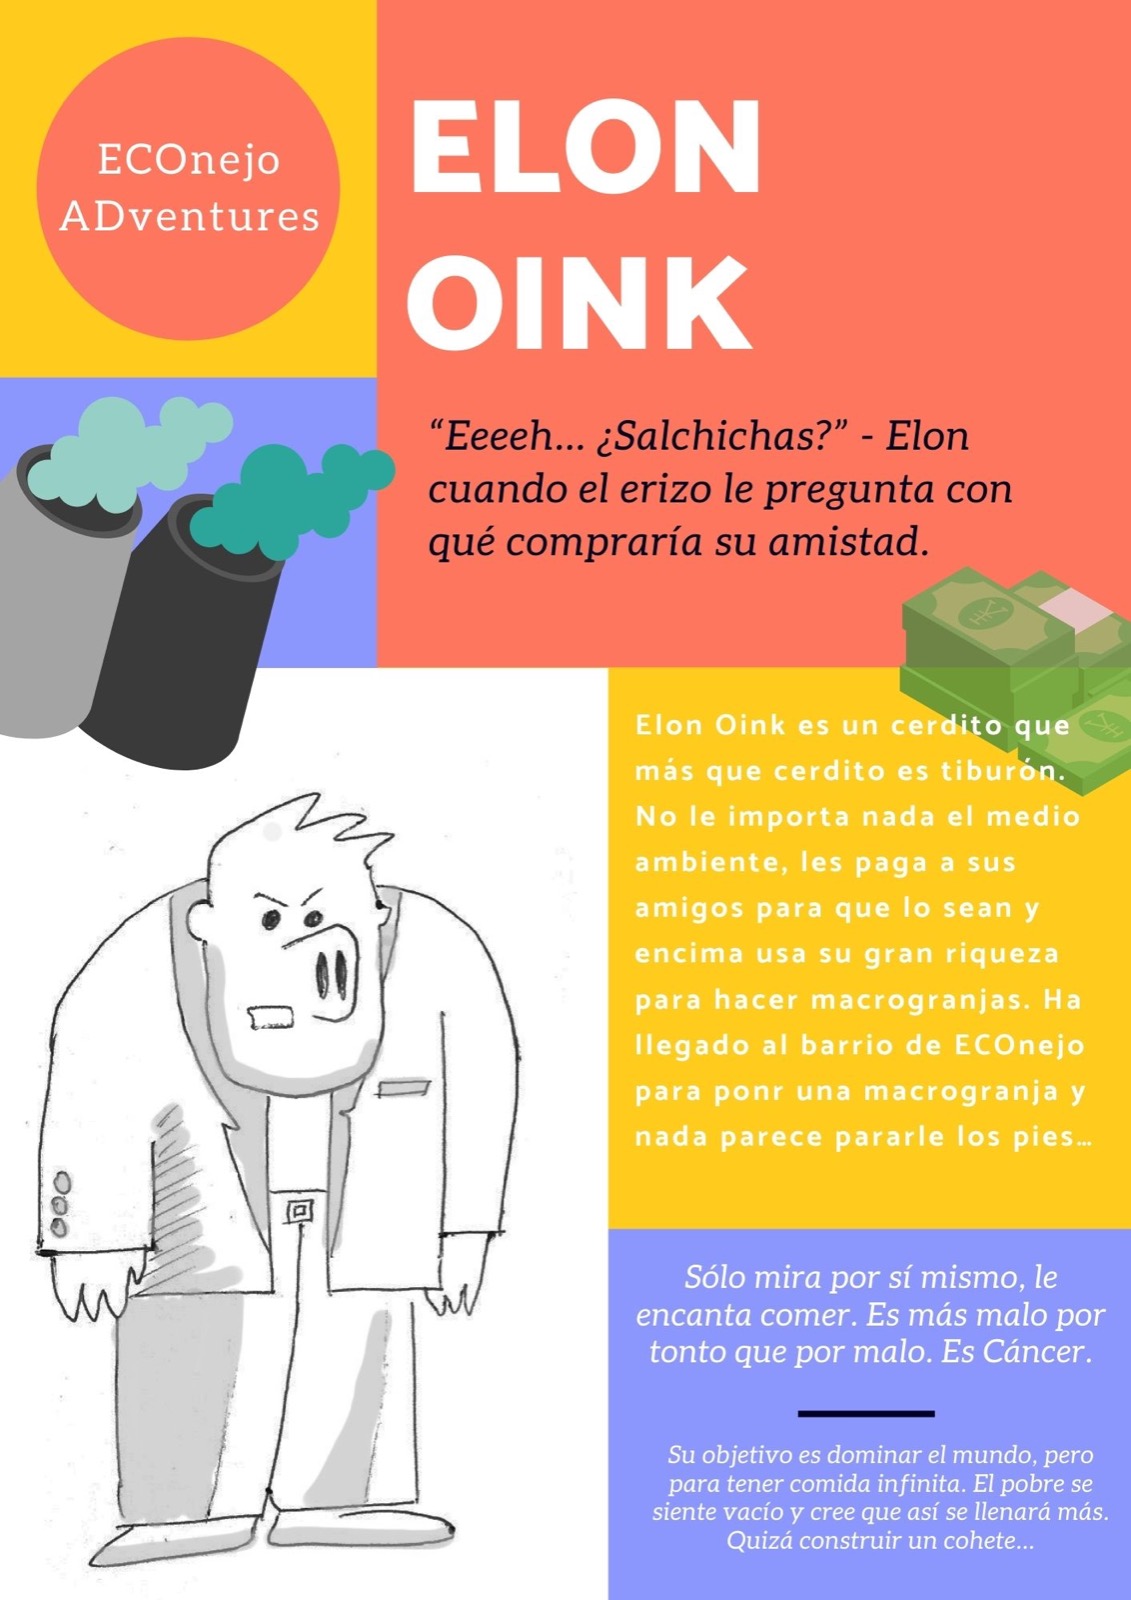 ECOnejo
ADventures
ELON
OINK
“Eeeeh... ¿Salchichas?” - Elon
cuando el erizo le pregunta con
qué compraría su amistad.
Elon Oink es un cerdito que
más que cerdito es tiburón.
No le importa nada el medio
ambiente, les paga a sus
amigos para que lo sean y
encima usa su gran riqueza
para hacer macrogranjas. Ha
llegado al barrio de ECOnejo
para ponr una macrogranja y
nada parece pararle los pies...
Sólo mira por sí mismo, le
encanta comer. Es más malo por
tonto que por malo. Es Cáncer.
Su objetivo es dominar el mundo, pero
para tener comida infinita. El pobre se
siente vacío y cree que así se llenará más.
Quizá construir un cohete...